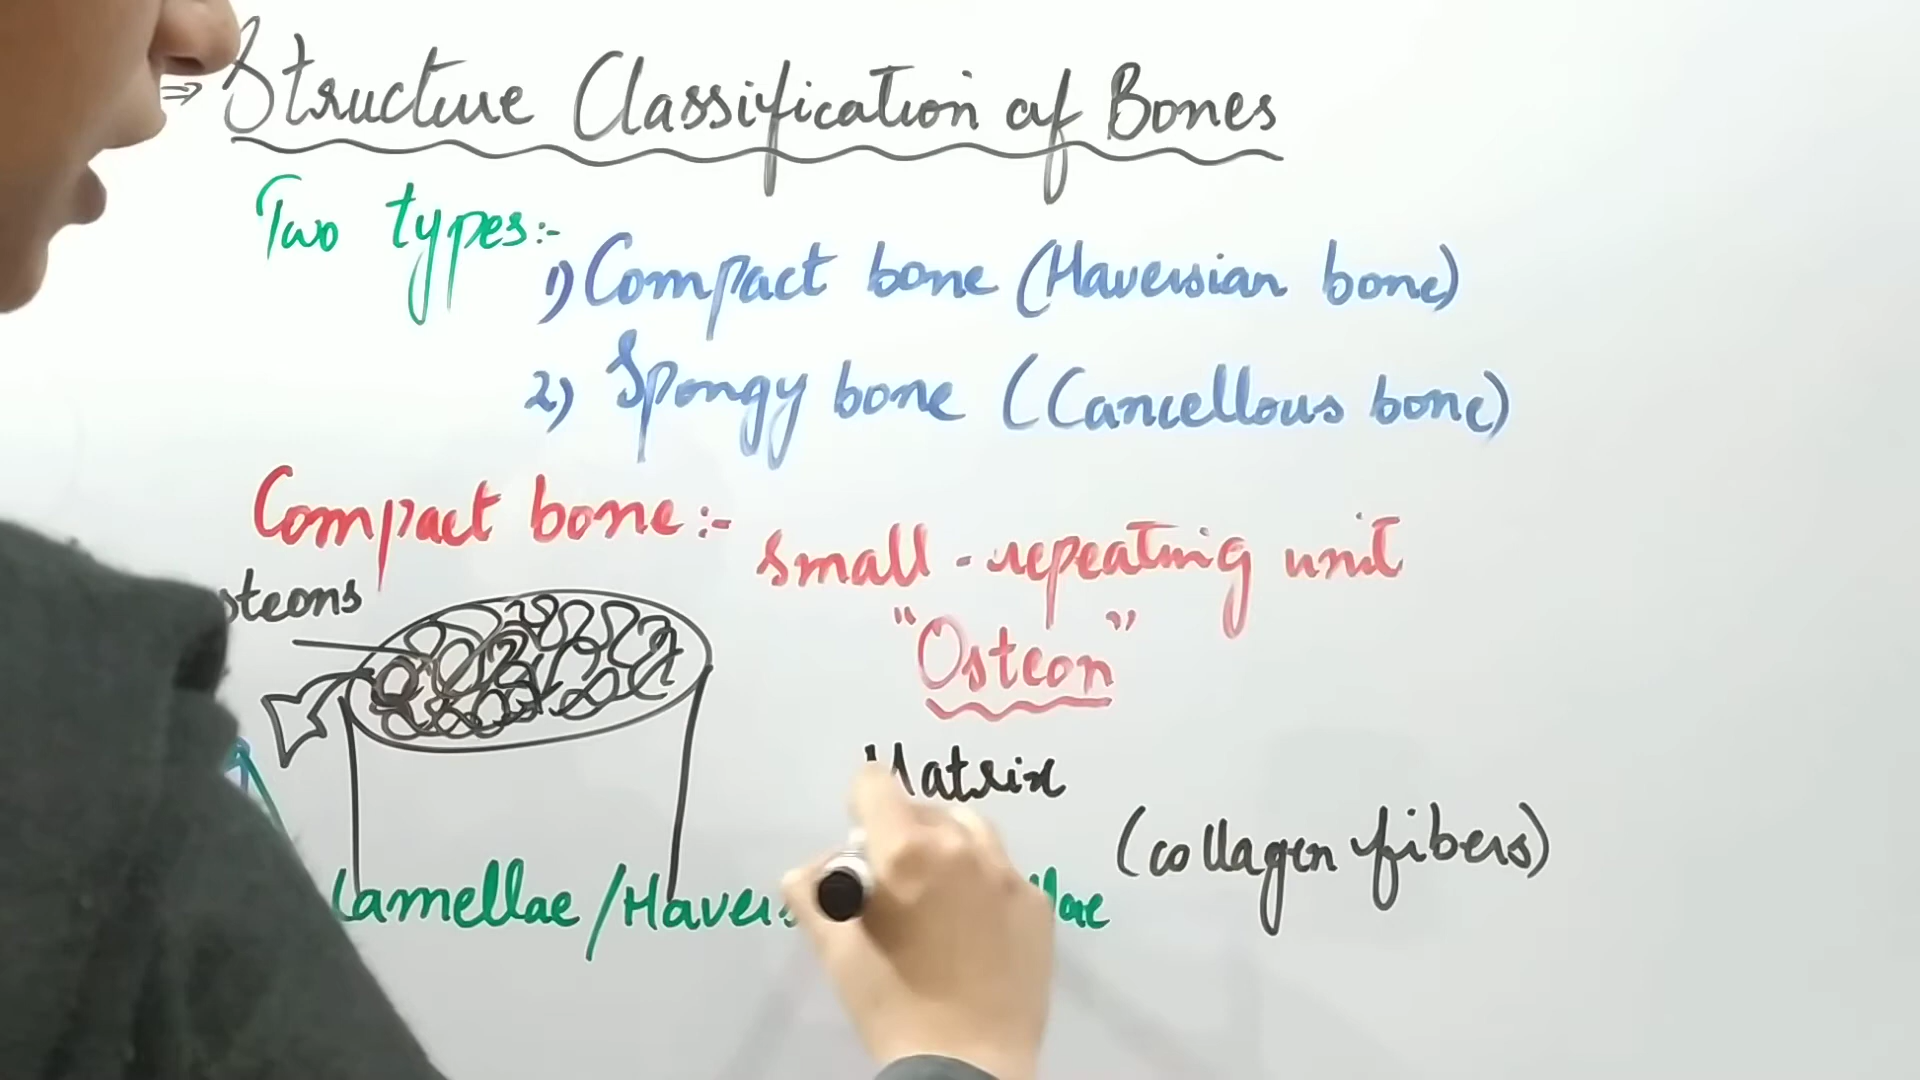 ⇒ Structure Classification of Bones
Two types:-
1) Compact bone (Haversian bone)
2) Spongy bone (Cancellous bone)
Compact bone:- small-repeating unit
"Osteon"
steons
Matrix
(collagen fibers)
Lamellae / Havers lae